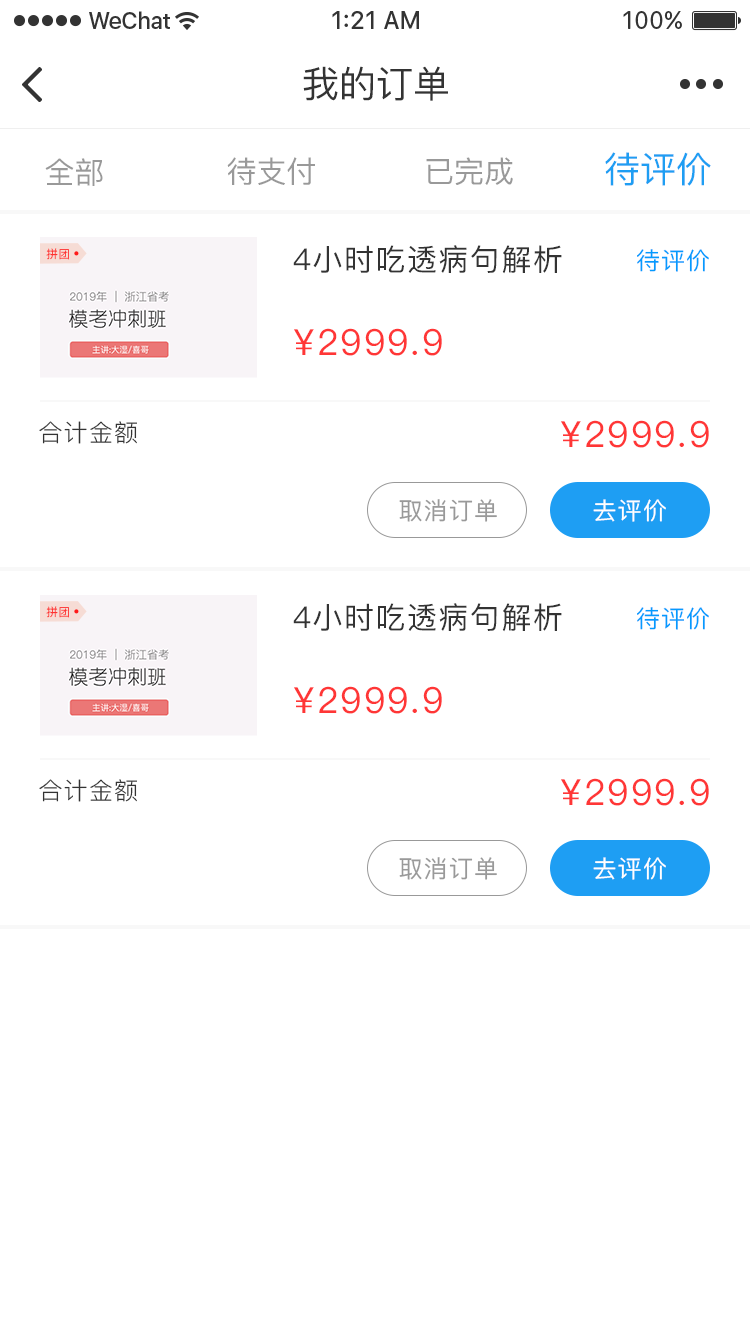 WeChat 1:21 AM 100%
我的订单
全部 待支付 已完成 待评价
拼团
2019年 | 浙江省考
模考冲刺班
主讲:大涩/喜哥
4小时吃透病句解析 待评价
¥2999.9
合计金额 ¥2999.9
取消订单 去评价
拼团
2019年 | 浙江省考
模考冲刺班
主讲:大涩/喜哥
4小时吃透病句解析 待评价
¥2999.9
合计金额 ¥2999.9
取消订单 去评价